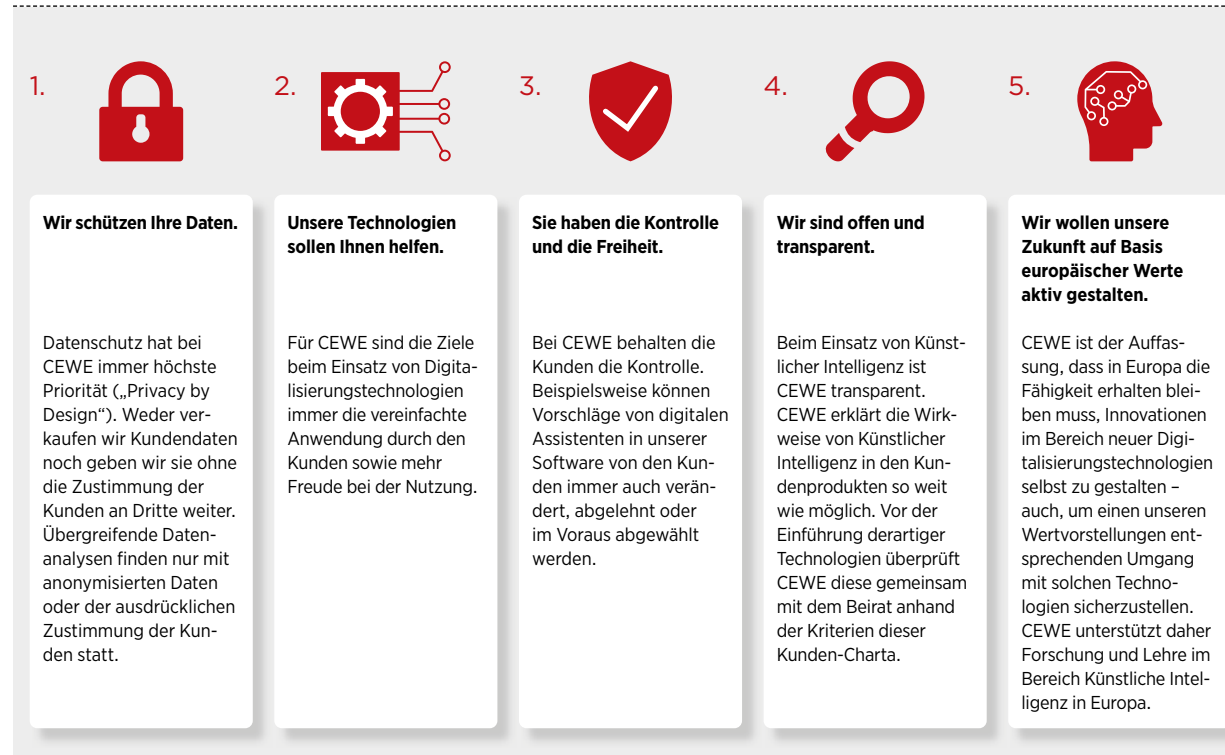 1.
Wir schützen Ihre Daten.
Datenschutz hat bei
CEWE immer höchste
Priorität („Privacy by
Design“). Weder ver-
kaufen wir Kundendaten
noch geben wir sie ohne
die Zustimmung der
Kunden an Dritte weiter.
Übergreifende Daten-
analysen finden nur mit
anonymisierten Daten
oder der ausdrücklichen
Zustimmung der Kun-
den statt.
2.
Unsere Technologien
sollen Ihnen helfen.
Für CEWE sind die Ziele
beim Einsatz von Digita-
lisierungstechnologien
immer die vereinfachte
Anwendung durch den
Kunden sowie mehr
Freude bei der Nutzung.
3.
Sie haben die Kontrolle
und die Freiheit.
Bei CEWE behalten die
Kunden die Kontrolle.
Beispielsweise können
Vorschläge von digitalen
Assistenten in unserer
Software von den Kun-
den immer auch verän-
dert, abgelehnt oder
im Voraus abgewählt
werden.
4.
Wir sind offen und
transparent.
Beim Einsatz von Künst-
licher Intelligenz ist
CEWE transparent.
CEWE erklärt die Wirk-
weise von Künstlicher
Intelligenz in den Kun-
denprodukten so weit
wie möglich. Vor der
Einführung derartiger
Technologien überprüft
CEWE diese gemeinsam
mit dem Beirat anhand
der Kriterien dieser
Kunden-Charta.
5.
Wir wollen unsere
Zukunft auf Basis
europäischer Werte
aktiv gestalten.
CEWE ist der Auffas-
sung, dass in Europa die
Fähigkeit erhalten blei-
ben muss, Innovationen
im Bereich neuer Digi-
talisierungstechnologien
selbst zu gestalten –
auch, um einen unseren
Wertvorstellungen ent-
sprechenden Umgang
mit solchen Techno-
logien sicherzustellen.
CEWE unterstützt daher
Forschung und Lehre im
Bereich Künstliche Intel-
ligenz in Europa.